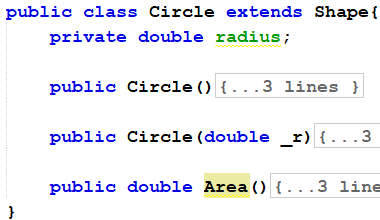 public class Circle extends Shape{
private double radius;
public Circle(){...3 lines }
public Circle(double _r){...3
public double Area(){...3 line
}